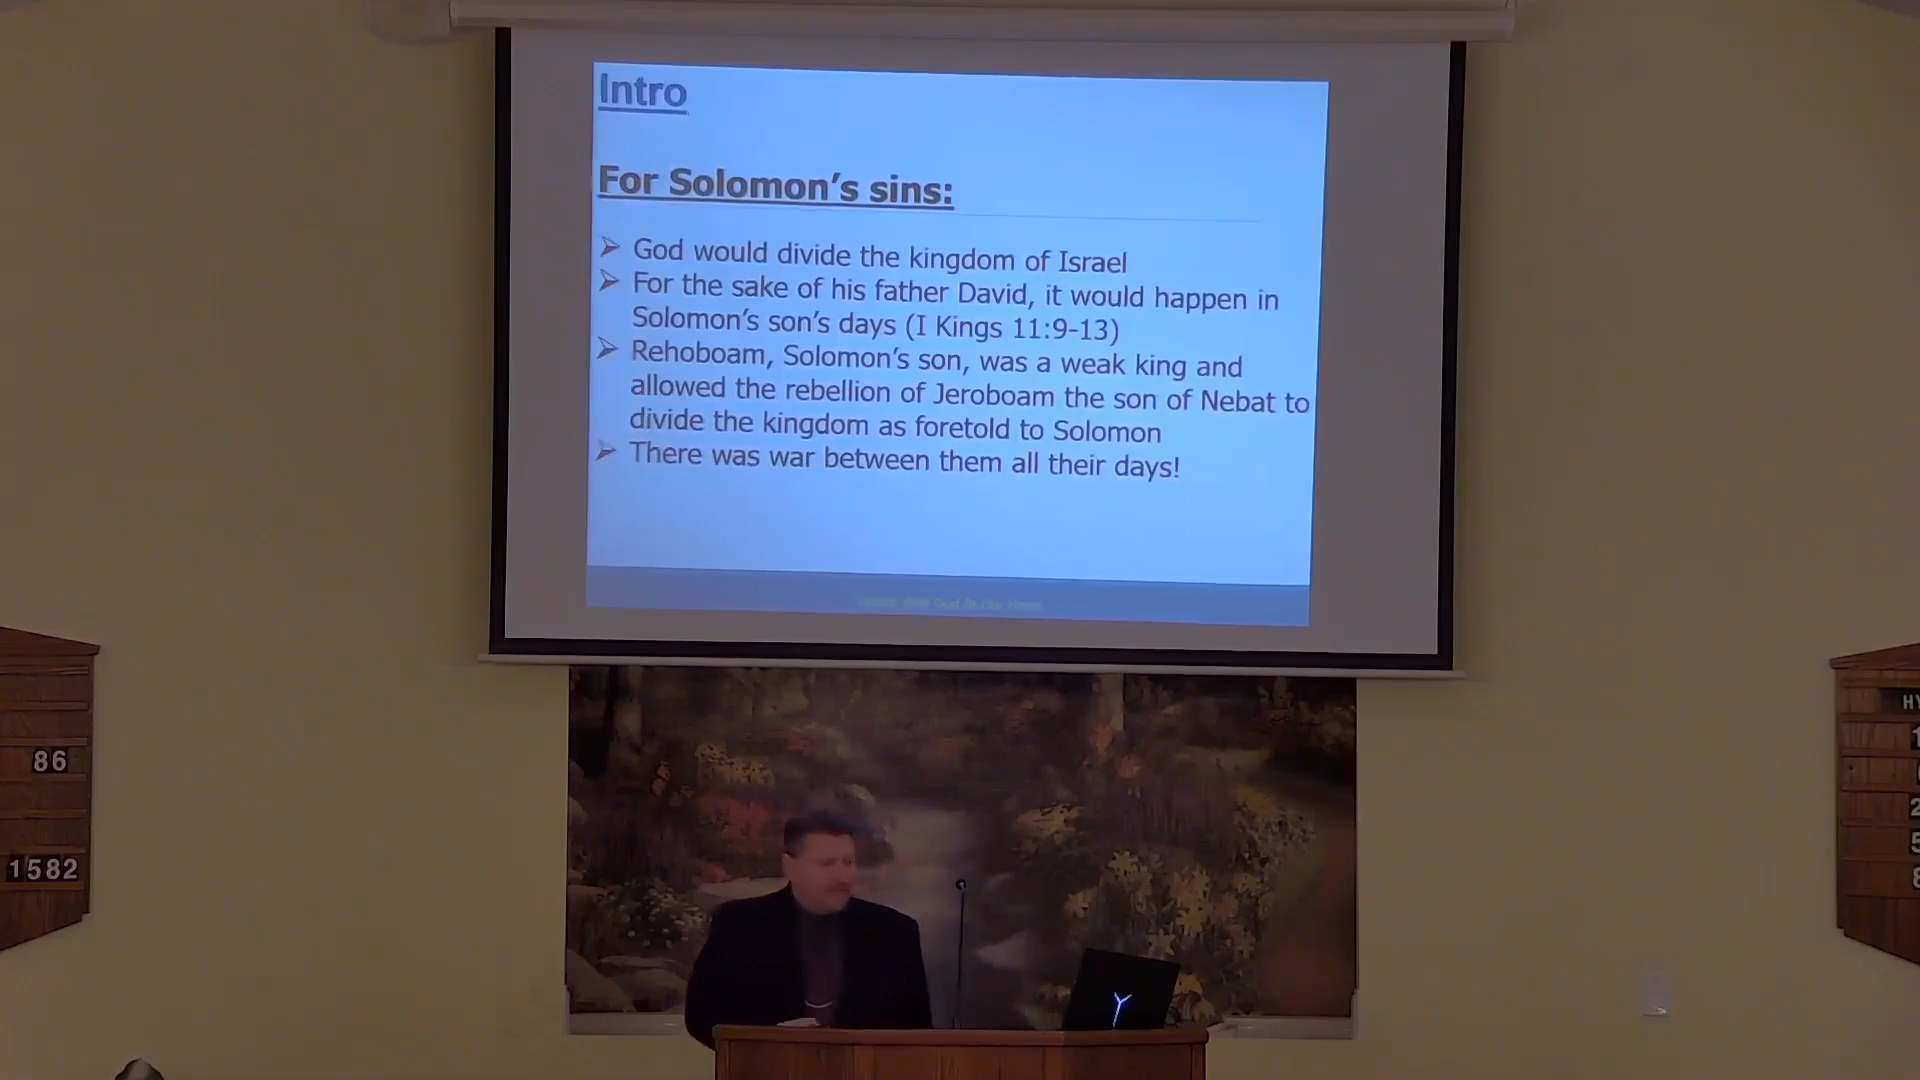 Intro
For Solomon's sins:
God would divide the kingdom of Israel
For the sake of his father David, it would happen in
Solomon's son's days (I Kings 11:9-13)
Rehoboam, Solomon's son, was a weak king and
allowed the rebellion of Jeroboam the son of Nebat to
divide the kingdom as foretold to Solomon
There was war between them all their days!
86
1582
HY